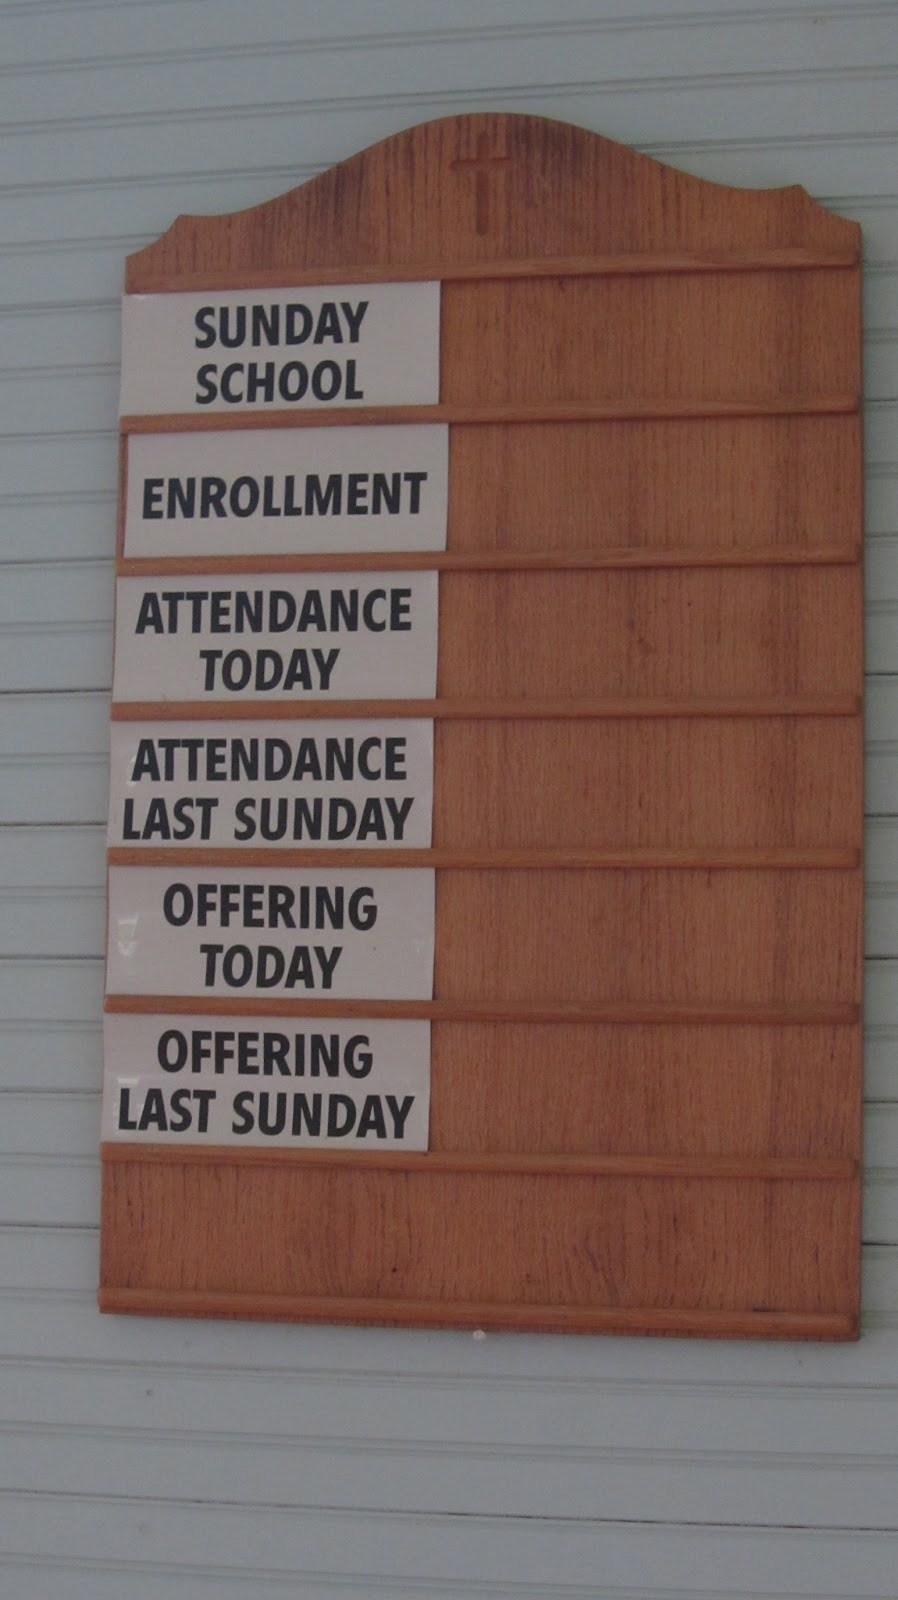 SUNDAY
SCHOOL
ENROLLMENT
ATTENDANCE
TODAY
ATTENDANCE
LAST SUNDAY
OFFERING
TODAY
OFFERING
LAST SUNDAY